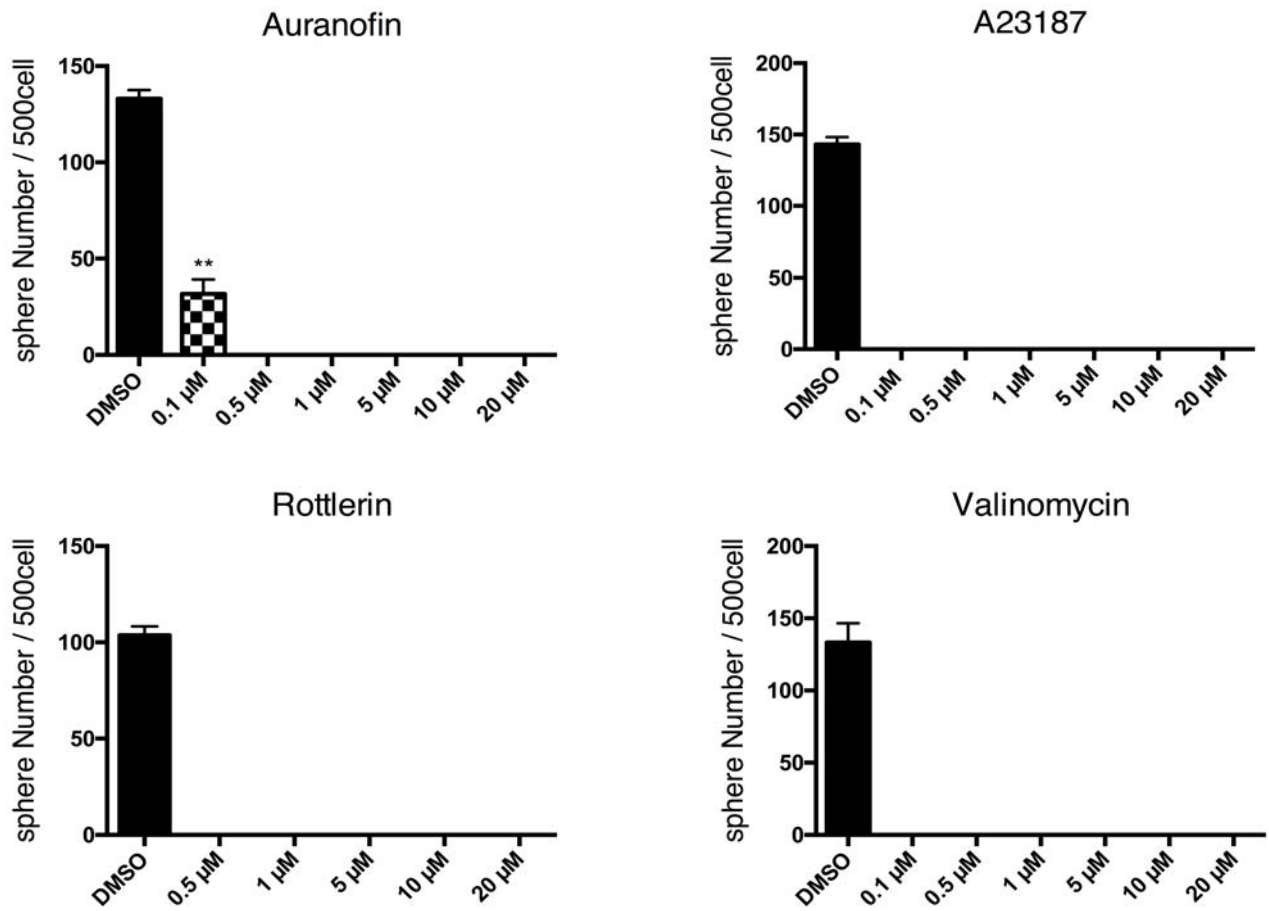 Auranofin
sphere Number / 500cell
150
100
50
0
**
DMSO
0.1 µM
0.5 µM
1 µM
5 µM
10 µM
20 µM
A23187
sphere Number / 500cell
200
150
100
50
0
DMSO
0.1 µM
0.5 µM
1 µM
5 µM
10 µM
20 µM
Rottlerin
sphere Number / 500cell
150
100
50
0
DMSO
0.5 µM
1 µM
5 µM
10 µM
20 µM
Valinomycin
sphere Number / 500cell
200
150
100
50
0
DMSO
0.1 µM
0.5 µM
1 µM
5 µM
10 µM
20 µM